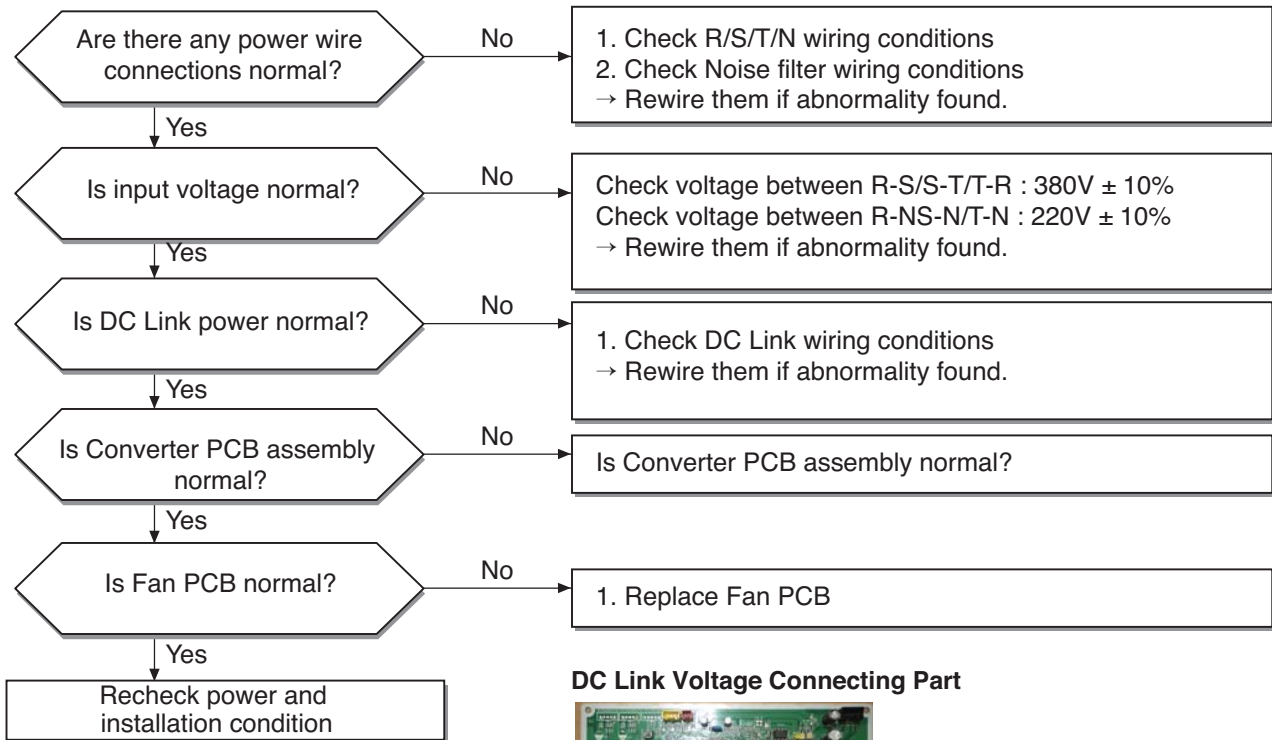 Are there any power wire
connections normal?
No
1. Check R/S/T/N wiring conditions
2. Check Noise filter wiring conditions
→ Rewire them if abnormality found.
Yes
Is input voltage normal?
No
Check voltage between R-S/S-T/T-R : 380V ± 10%
Check voltage between R-NS-N/T-N : 220V ± 10%
→ Rewire them if abnormality found.
Yes
Is DC Link power normal?
No
1. Check DC Link wiring conditions
→ Rewire them if abnormality found.
Yes
Is Converter PCB assembly
normal?
No
Is Converter PCB assembly normal?
Yes
Is Fan PCB normal?
No
1. Replace Fan PCB
Yes
Recheck power and
installation condition
DC Link Voltage Connecting Part